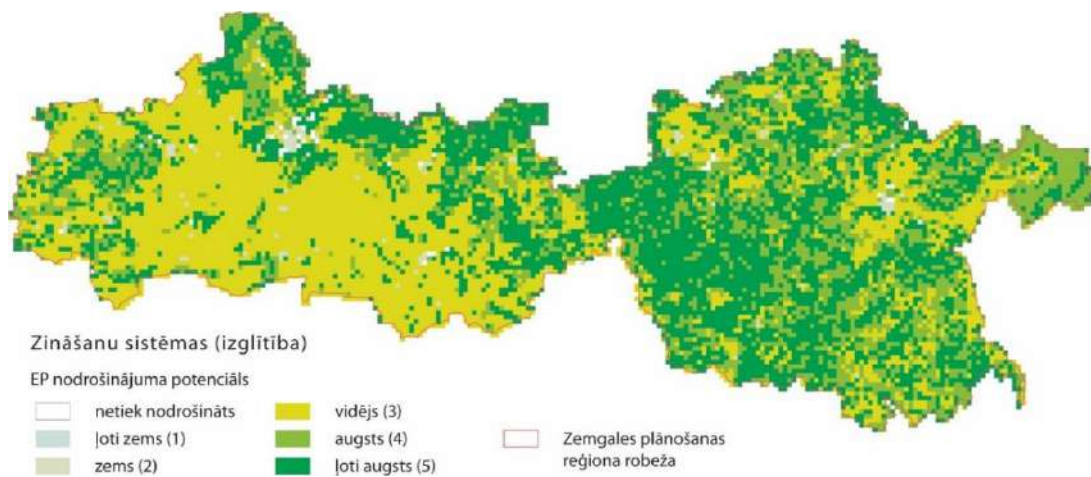 Zināšanu sistēmas (izglītība)
EP nodrošinājuma potenciāls
netiek nodrošināts
ļoti zems (1)
zems (2)
vidējs (3)
augsts (4)
ļoti augsts (5)
Zemgales plānošanas
reģiona robeža